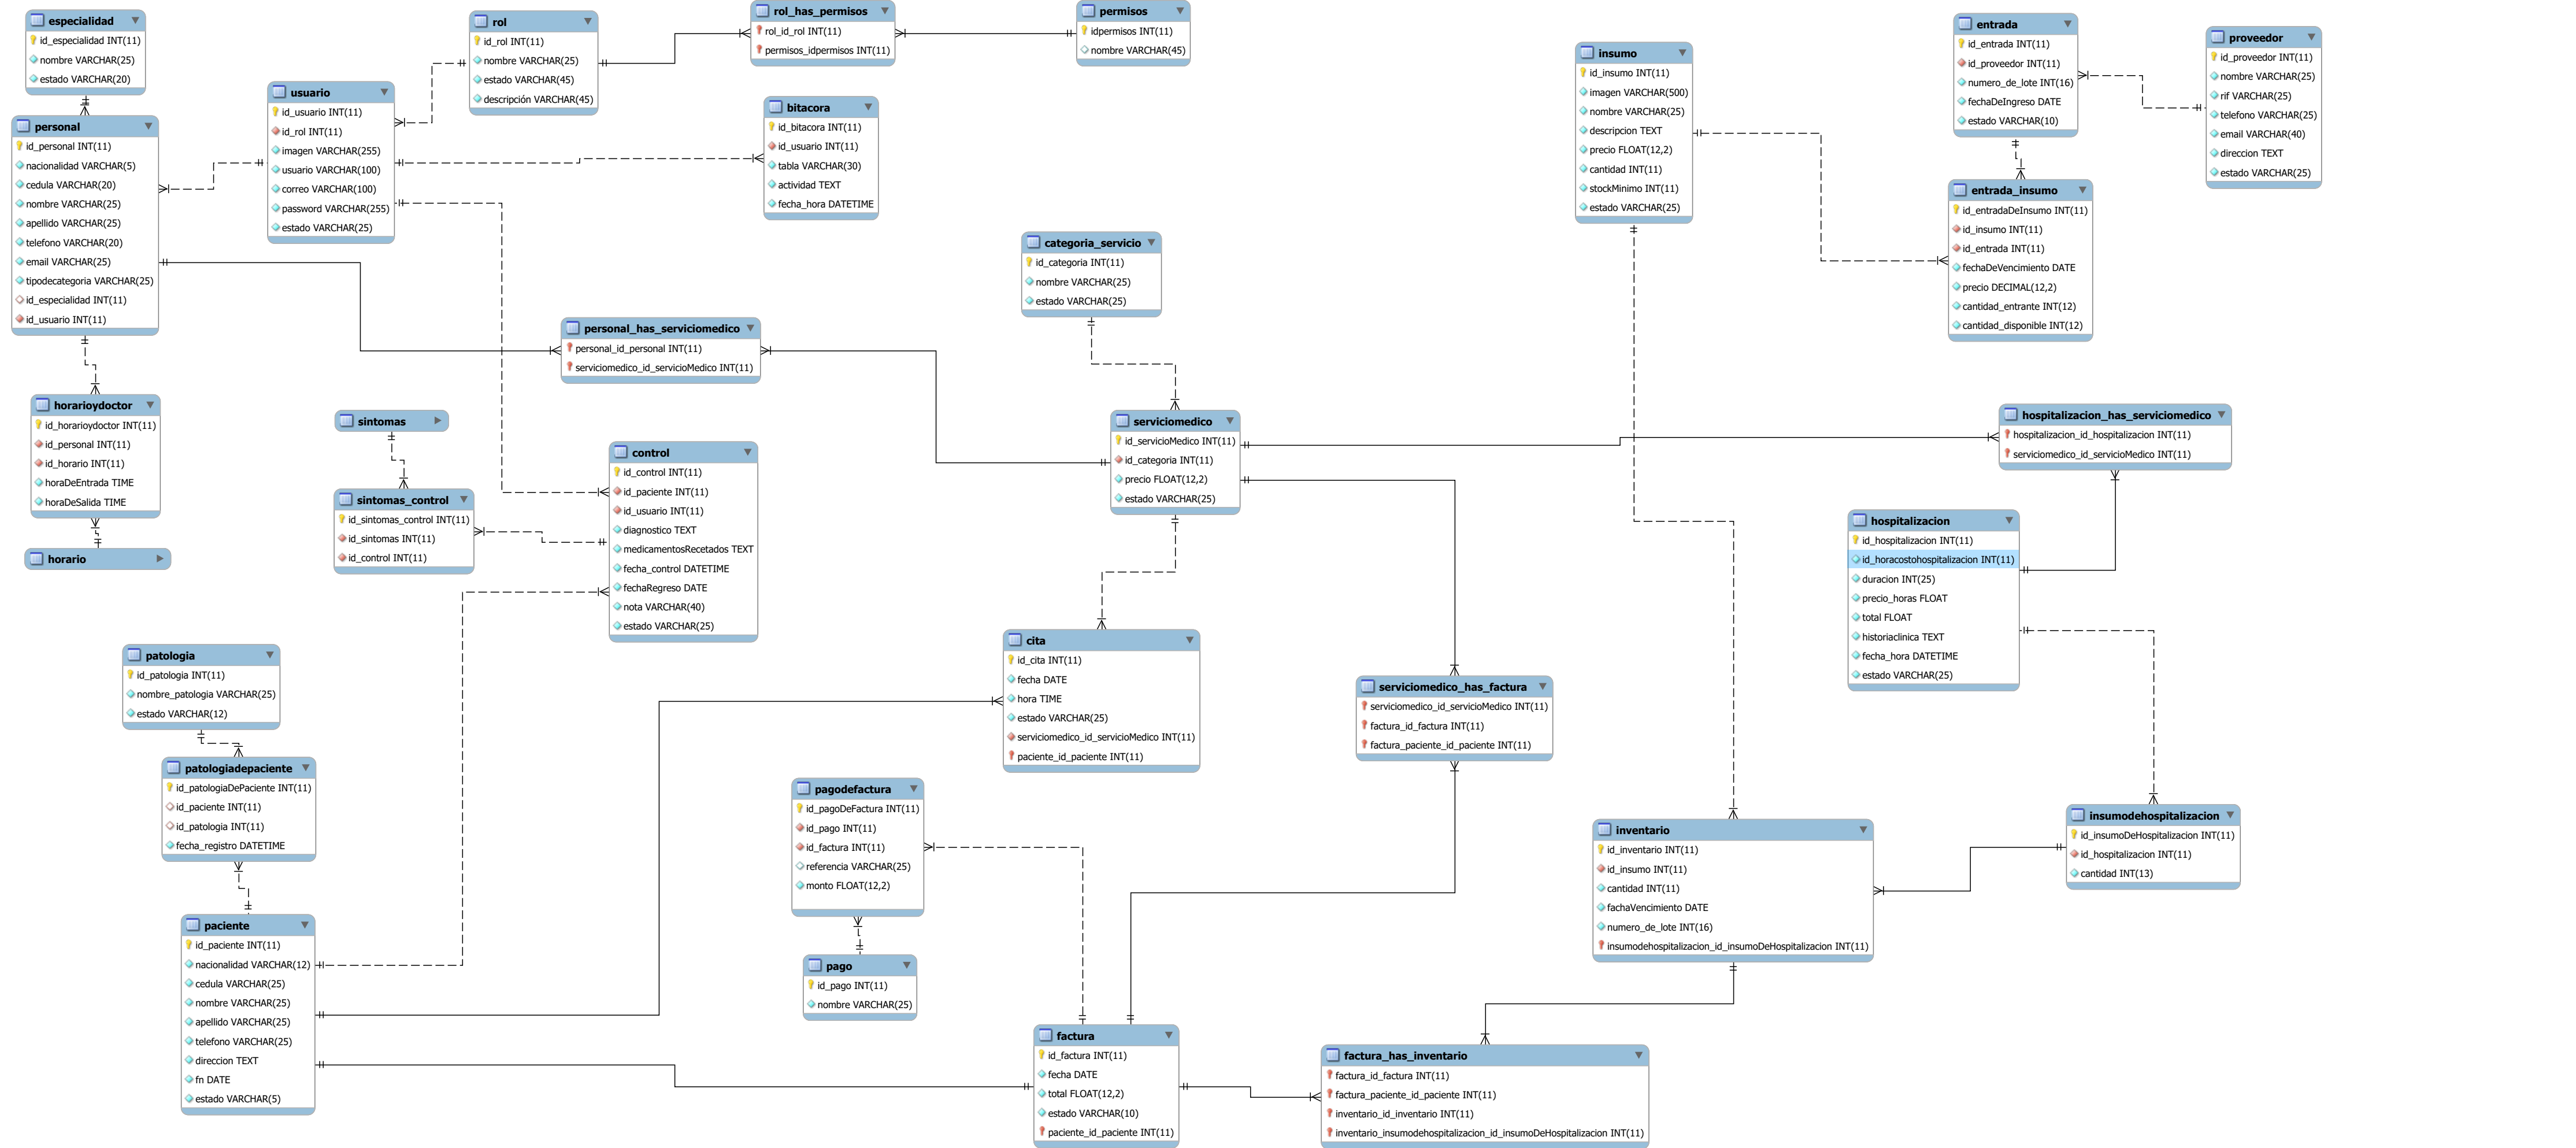 especialidad
id_especialidad INT(11)
nombre VARCHAR(25)
estado VARCHAR(20)
personal
id_personal INT(11)
nacionalidad VARCHAR(5)
cedula VARCHAR(20)
nombre VARCHAR(25)
apellido VARCHAR(25)
telefono VARCHAR(20)
email VARCHAR(25)
tipodecategoria VARCHAR(25)
id_especialidad INT(11)
id_usuario INT(11)
horarioydoctor
id_horarioydoctor INT(11)
id_personal INT(11)
id_horario INT(11)
horaDeEntrada TIME
horaDeSalida TIME
horario
usuario
id_usuario INT(11)
id_rol INT(11)
imagen VARCHAR(255)
usuario VARCHAR(100)
correo VARCHAR(100)
password VARCHAR(255)
estado VARCHAR(25)
rol
id_rol INT(11)
nombre VARCHAR(25)
estado VARCHAR(45)
descripción VARCHAR(45)
rol_has_permisos
rol_id_rol INT(11)
permisos_idpermisos INT(11)
permisos
idpermisos INT(11)
nombre VARCHAR(45)
bitacora
id_bitacora INT(11)
id_usuario INT(11)
tabla VARCHAR(30)
actividad TEXT
fecha_hora DATETIME
personal_has_serviciomedico
personal_id_personal INT(11)
serviciomedico_id_servicioMedico INT(11)
sintomas
sintomas_control
id_sintomas_control INT(11)
id_sintomas INT(11)
id_control INT(11)
control
id_control INT(11)
id_paciente INT(11)
id_usuario INT(11)
diagnostico TEXT
medicamentosRecetados TEXT
fecha_control DATETIME
fechaRegreso DATE
nota VARCHAR(40)
estado VARCHAR(25)
patologia
id_patologia INT(11)
nombre_patologia VARCHAR(25)
estado VARCHAR(12)
patologiadepaciente
id_patologiaDePaciente INT(11)
id_paciente INT(11)
id_patologia INT(11)
fecha_registro DATETIME
paciente
id_paciente INT(11)
nacionalidad VARCHAR(12)
cedula VARCHAR(25)
nombre VARCHAR(25)
apellido VARCHAR(25)
telefono VARCHAR(25)
direccion TEXT
fn DATE
estado VARCHAR(5)
categoria_servicio
id_categoria INT(11)
nombre VARCHAR(25)
estado VARCHAR(25)
serviciomedico
id_servicioMedico INT(11)
id_categoria INT(11)
precio FLOAT(12,2)
estado VARCHAR(25)
cita
id_cita INT(11)
fecha DATE
hora TIME
estado VARCHAR(25)
serviciomedico_id_servicioMedico INT(11)
paciente_id_paciente INT(11)
pagodefactura
id_pagoDeFactura INT(11)
id_pago INT(11)
id_factura INT(11)
referencia VARCHAR(25)
monto FLOAT(12,2)
pago
id_pago INT(11)
nombre VARCHAR(25)
factura
id_factura INT(11)
fecha DATE
total FLOAT(12,2)
estado VARCHAR(10)
paciente_id_paciente INT(11)
serviciomedico_has_factura
serviciomedico_id_servicioMedico INT(11)
factura_id_factura INT(11)
factura_paciente_id_paciente INT(11)
factura_has_inventario
factura_id_factura INT(11)
factura_paciente_id_paciente INT(11)
inventario_id_inventario INT(11)
inventario_insumodehospitalizacion_id_insumoDeHospitalizacion INT(11)
insumo
id_insumo INT(11)
imagen VARCHAR(500)
nombre VARCHAR(25)
descripcion TEXT
precio FLOAT(12,2)
cantidad INT(11)
stockMinimo INT(11)
estado VARCHAR(25)
entrada
id_entrada INT(11)
id_proveedor INT(11)
numero_de_lote INT(16)
fechaDeIngreso DATE
estado VARCHAR(10)
proveedor
id_proveedor INT(11)
nombre VARCHAR(25)
rif VARCHAR(25)
telefono VARCHAR(25)
email VARCHAR(40)
direccion TEXT
estado VARCHAR(25)
entrada_insumo
id_entradaDeInsumo INT(11)
id_insumo INT(11)
id_entrada INT(11)
fechaDeVencimiento DATE
precio DECIMAL(12,2)
cantidad_entrante INT(12)
cantidad_disponible INT(12)
hospitalizacion_has_serviciomedico
hospitalizacion_id_hospitalizacion INT(11)
serviciomedico_id_servicioMedico INT(11)
hospitalizacion
id_hospitalizacion INT(11)
id_horacostohospitalizacion INT(11)
duracion INT(25)
precio_horas FLOAT
total FLOAT
historiaclinica TEXT
fecha_hora DATETIME
estado VARCHAR(25)
insumodehospitalizacion
id_insumoDeHospitalizacion INT(11)
id_hospitalizacion INT(11)
cantidad INT(13)
inventario
id_inventario INT(11)
id_insumo INT(11)
cantidad INT(11)
fachaVencimiento DATE
numero_de_lote INT(16)
insumodehospitalizacion_id_insumoDeHospitalizacion INT(11)